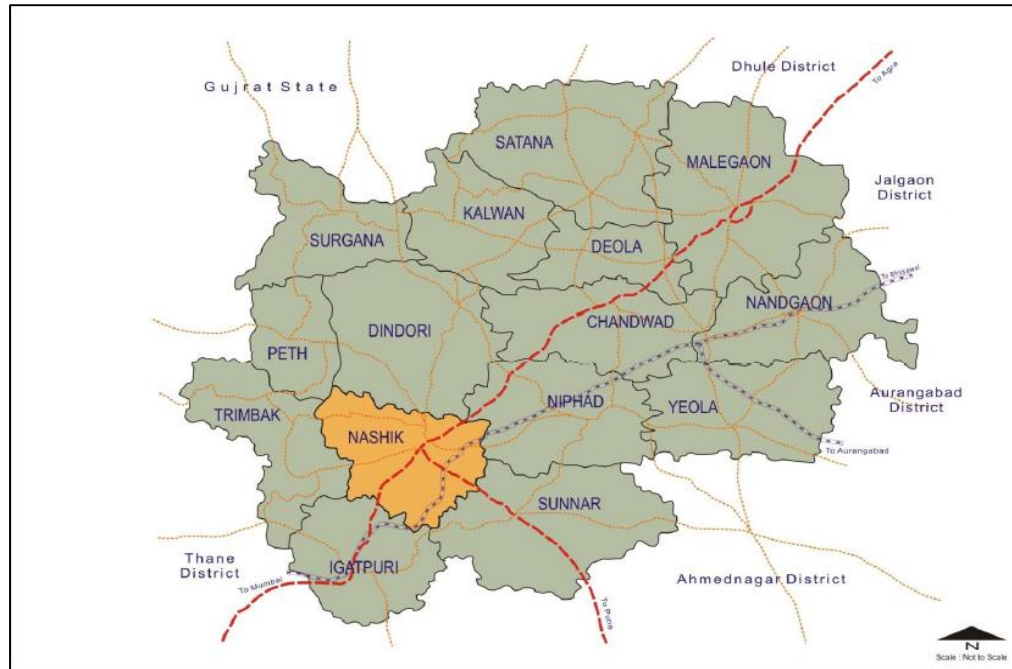 Dhule District
To Agra
Gujrat State
SATANA
MALEGAON
Jalgaon
District
KALWAN
SURGANA
DEOLA
To Bhusawal
NANDGAON
DINDORI
CHANDWAD
PETH
Aurangabad
District
TRIMBAK
NIPHAD
YEOLA
NASHIK
To Aurangabad
SUNNAR
Thane
District
IGATPURI
To Mumbai
Ahmednagar District
To Pune
N
Scale : Not to Scale